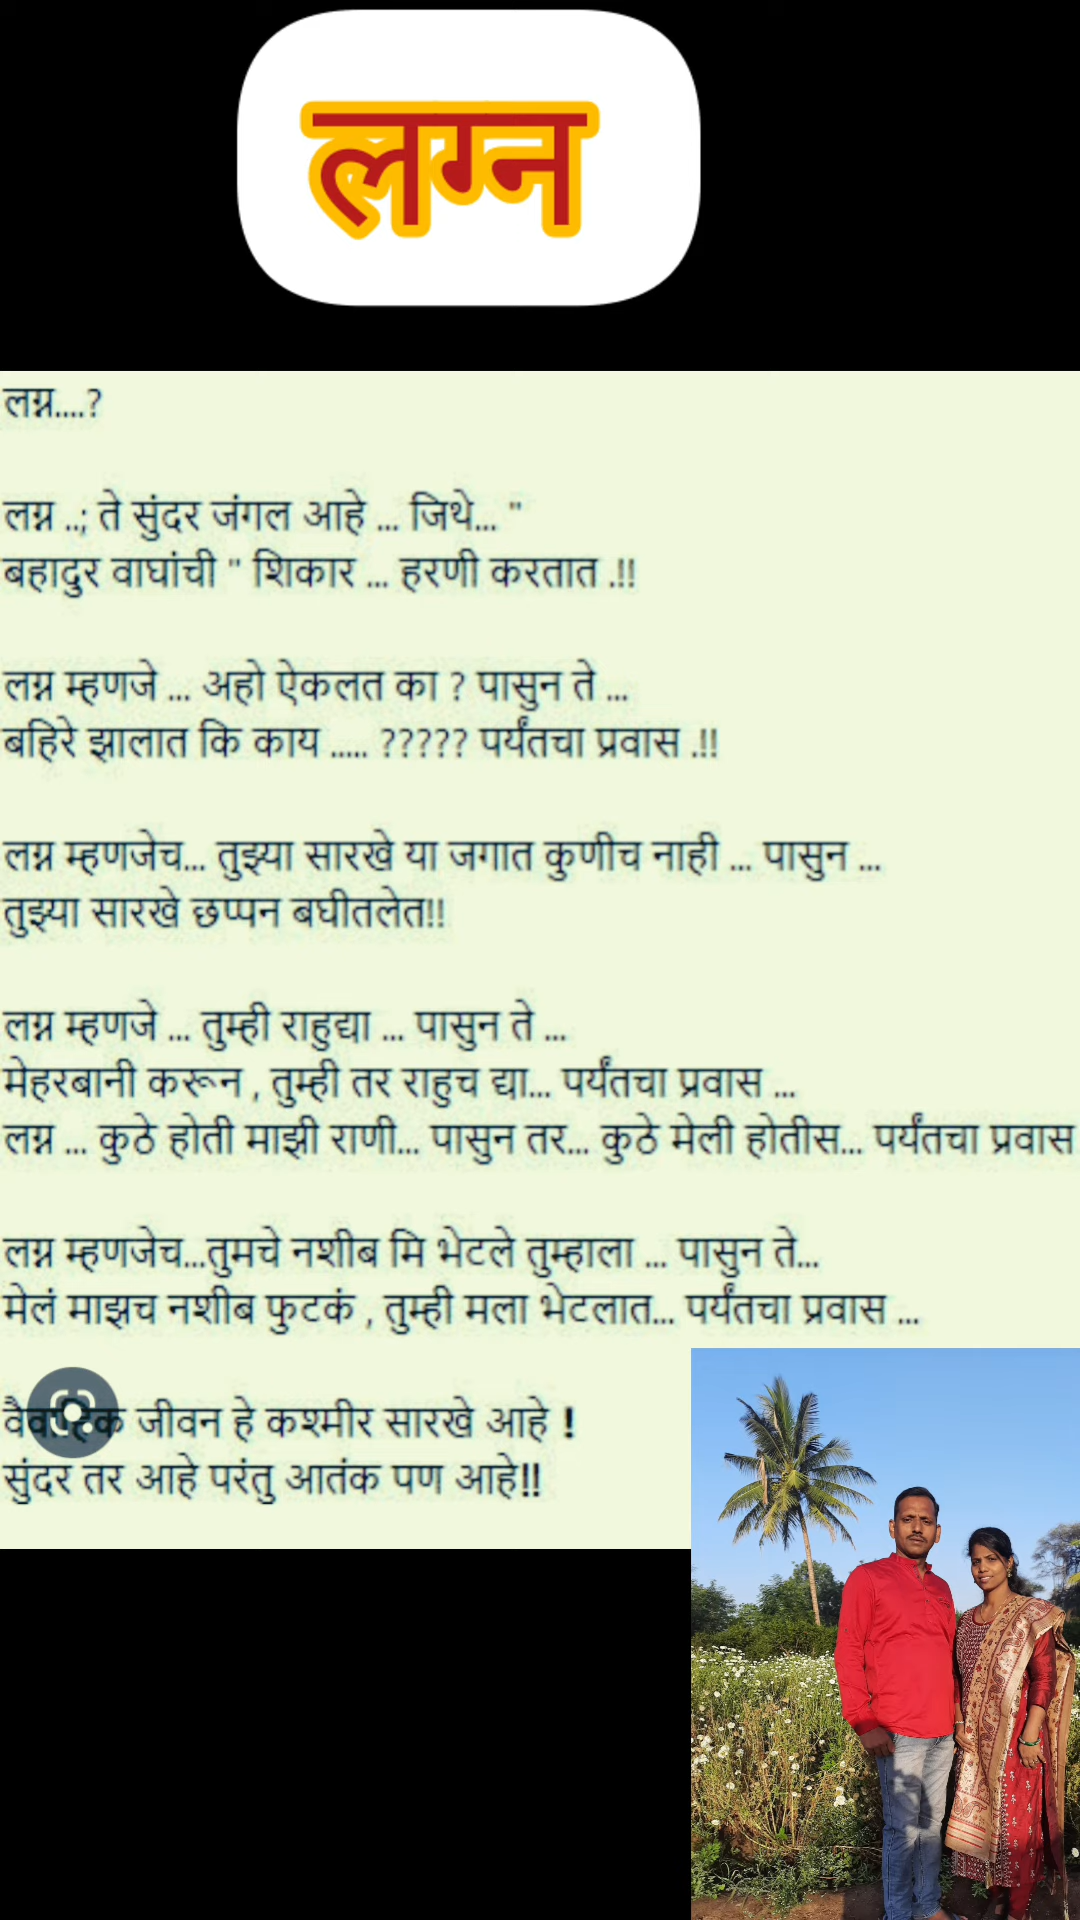 लग्न
लग्न....?
लग्न ..; ते सुंदर जंगल आहे ... जिथे... "
बहादुर वाघांची " शिकार ... हरणी करतात .!!
लग्न म्हणजे ... अहो ऐकलत का ? पासुन ते ...
बहिरे झालात कि काय ..... ????? पर्यंतचा प्रवास .!!
लग्न म्हणजेच... तुझ्या सारखे या जगात कुणीच नाही ... पासुन ...
तुझ्या सारखे छप्पन बघीतलेत!!
लग्न म्हणजे ... तुम्ही राहुद्या ... पासुन ते ...
मेहरबानी करून , तुम्ही तर राहुच द्या... पर्यंतचा प्रवास ...
लग्न ... कुठे होती माझी राणी... पासुन तर... कुठे मेली होतीस... पर्यंतचा प्रवास
लग्न म्हणजेच...तुमचे नशीब मि भेटले तुम्हाला ... पासुन ते...
मेलं माझच नशीब फुटकं , तुम्ही मला भेटलात... पर्यंतचा प्रवास ...
वैवाहिक जीवन हे कश्मीर सारखे आहे !
सुंदर तर आहे परंतु आतंक पण आहे!!